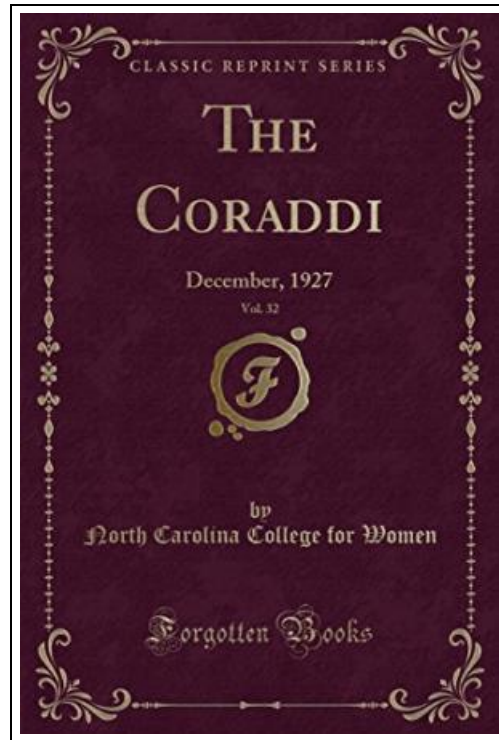 CLASSIC REPRINT SERIES
THE
CORADDI
December, 1927
Vol. 32
F
by
North Carolina College for Women
Forgotten Books